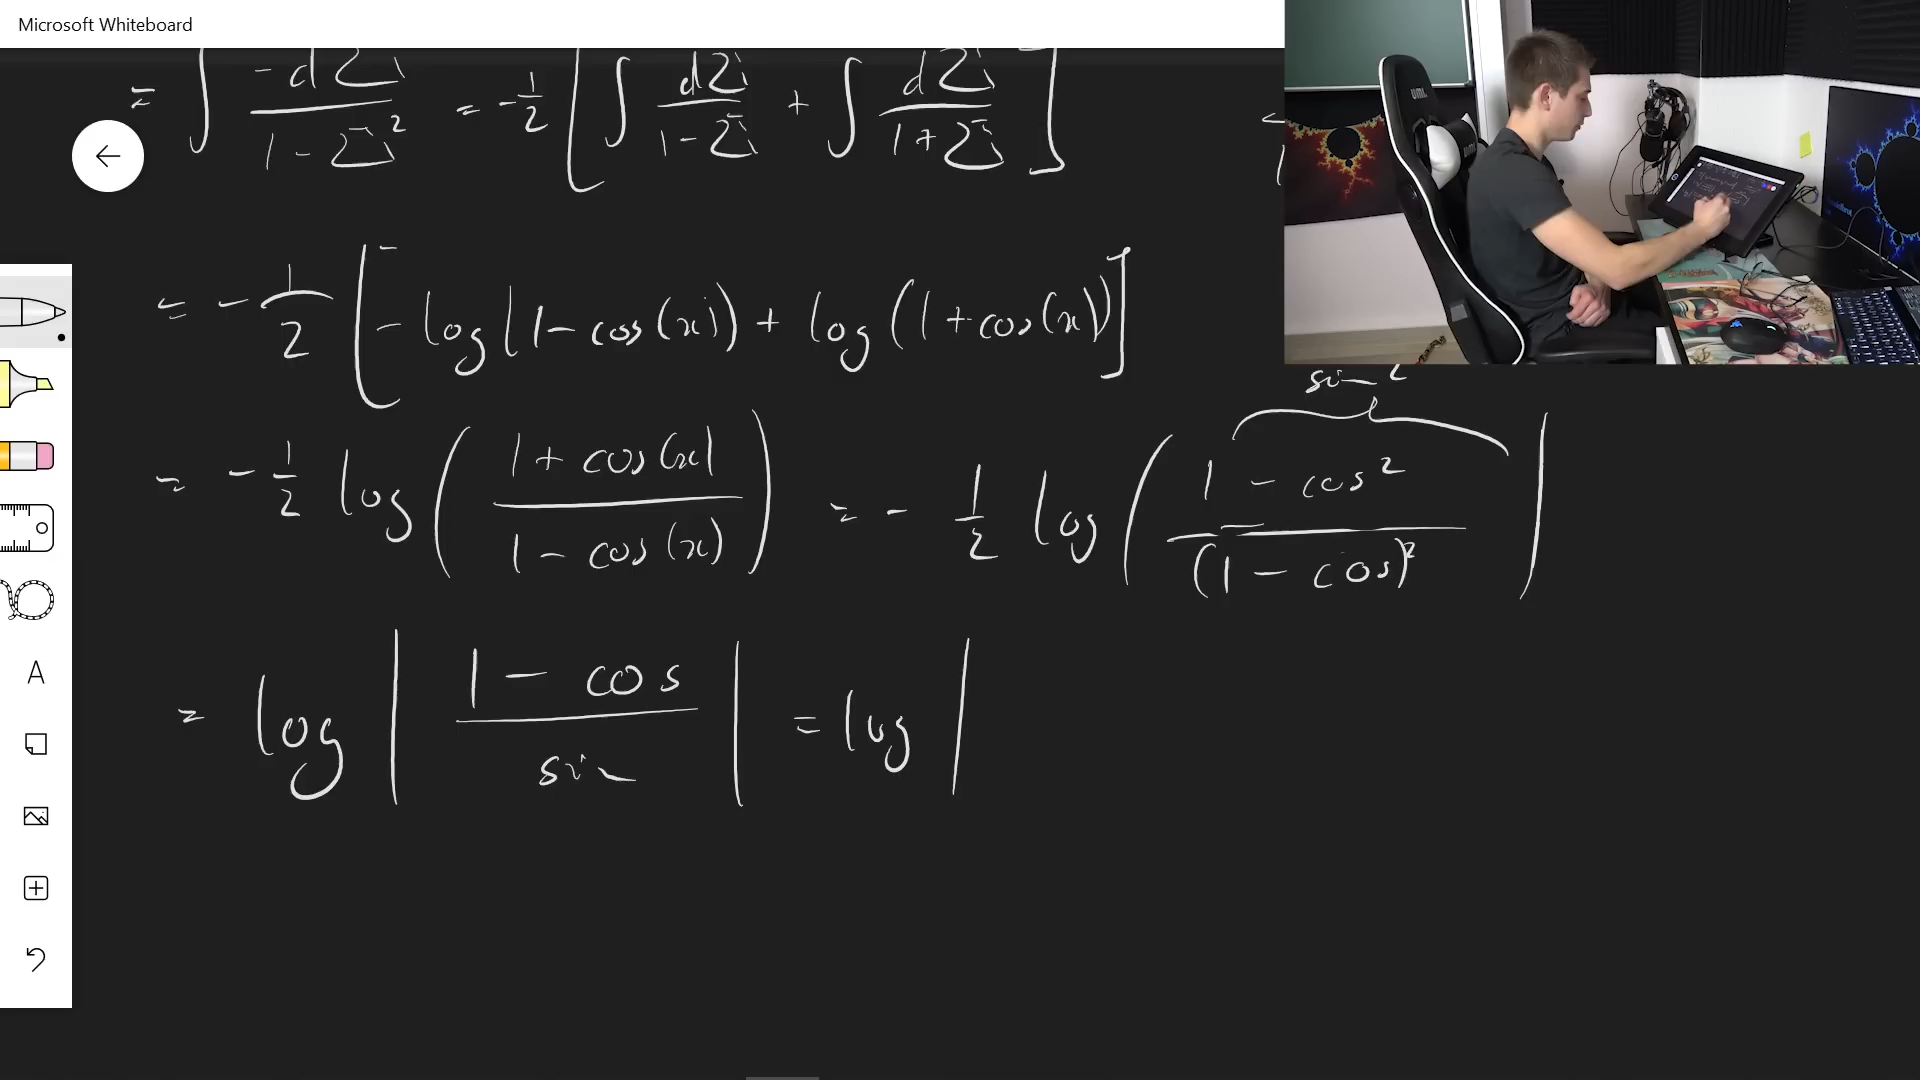 Microsoft Whiteboard
= ∫ -dz / 1 - z² = -1/2 [ ∫ dz / 1 - z + ∫ dz / 1 + z ]
= - 1/2 [ - log(1 - cos(x)) + log(1 + cos(x)) ]
sin²
= - 1/2 log( 1 + cos(x) / 1 - cos(x) ) = - 1/2 log( 1 - cos² / (1 - cos)² )
= log | 1 - cos / sin | = log |
A